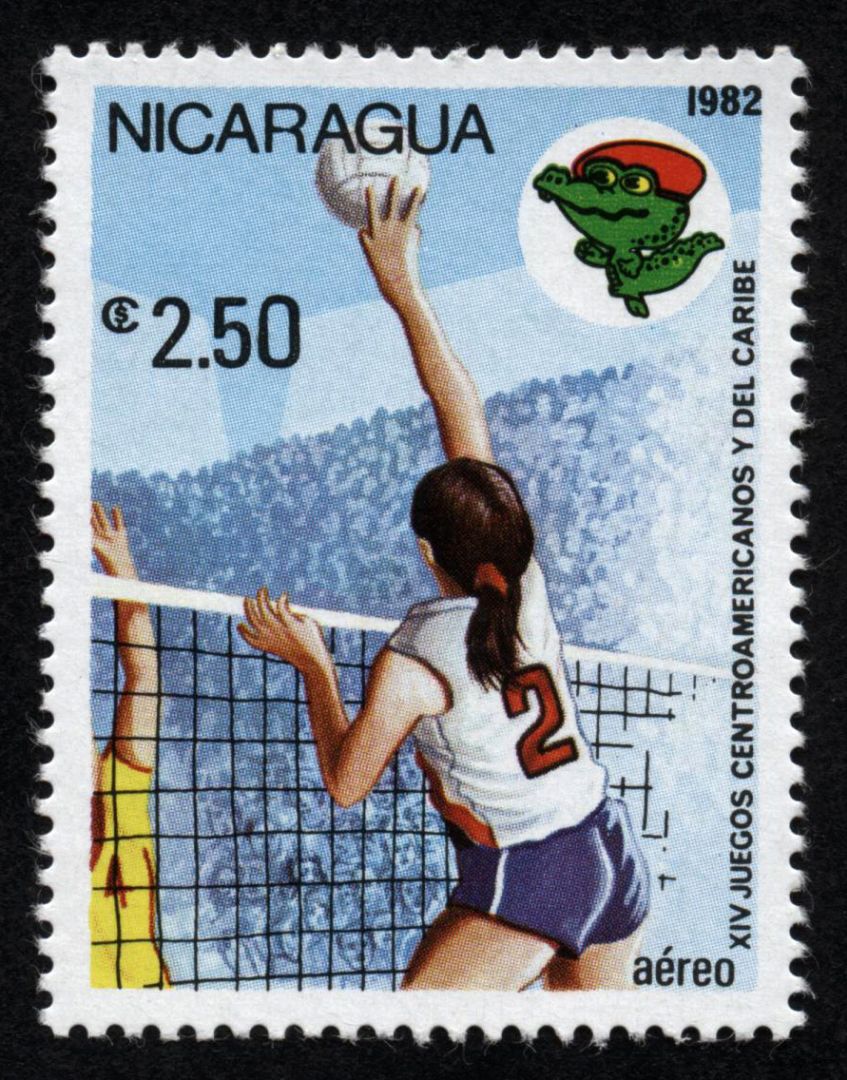 NICARAGUA
1982
C$ 2.50
XIV JUEGOS CENTROAMERICANOS Y DEL CARIBE
2
aéreo